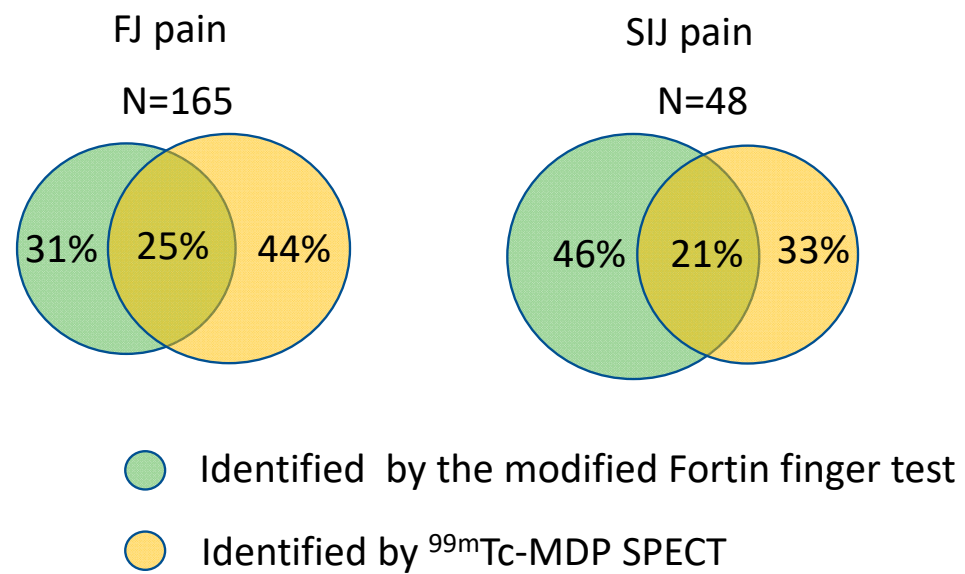 FJ pain
N=165
31% 25% 44%
SIJ pain
N=48
46% 21% 33%
Identified by the modified Fortin finger test
Identified by ⁹⁹ᵐTc-MDP SPECT